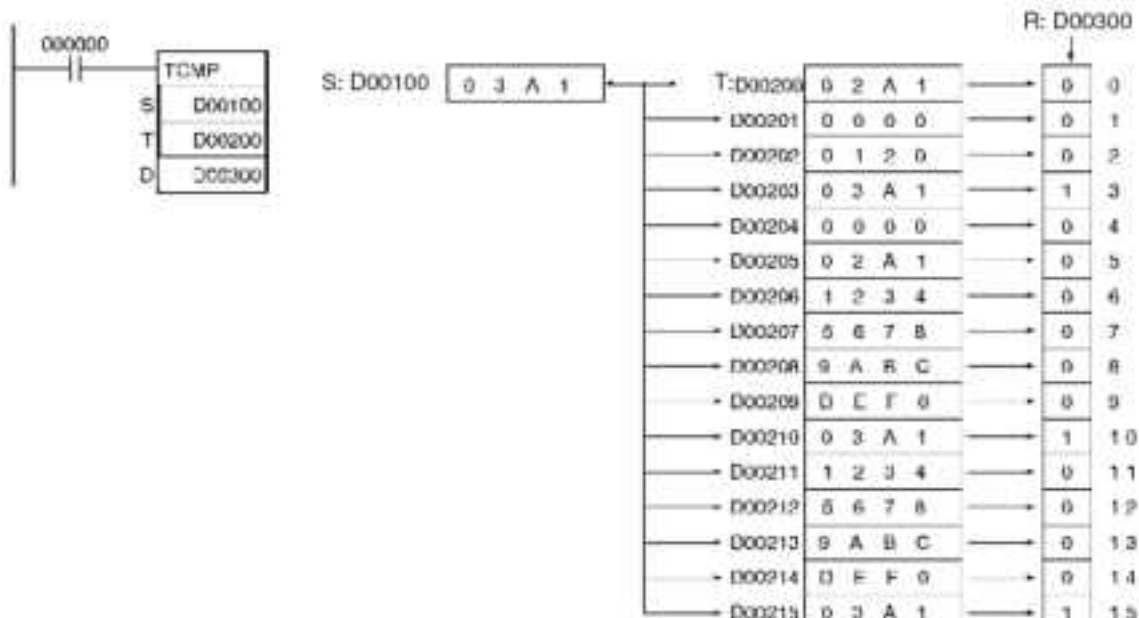 R: D00300
000000
TCMP
S D00100
T D00200
D D00300
S: D00100 0 3 A 1
T:D00200 0 2 A 1 0 0
D00201 0 0 0 0 0 1
D00202 0 1 2 0 0 2
D00203 0 3 A 1 1 3
D00204 0 0 0 0 0 4
D00205 0 2 A 1 0 5
D00206 1 2 3 4 0 6
D00207 5 6 7 8 0 7
D00208 9 A B C 0 8
D00209 D E F 0 0 9
D00210 0 3 A 1 1 10
D00211 1 2 3 4 0 11
D00212 5 6 7 8 0 12
D00213 9 A B C 0 13
D00214 D E F 0 0 14
D00215 0 3 A 1 1 15